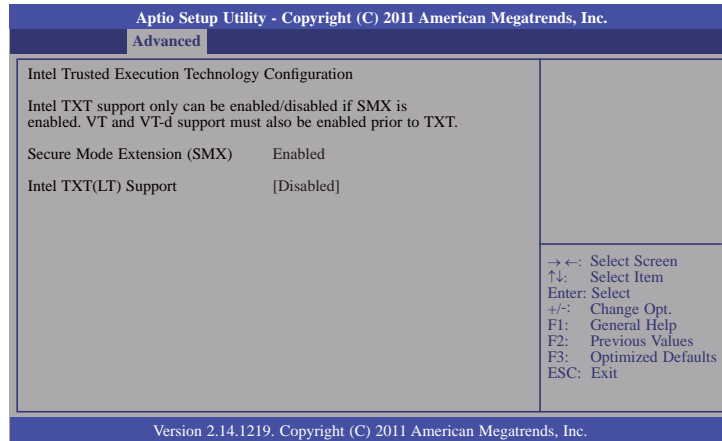 Aptio Setup Utility - Copyright (C) 2011 American Megatrends, Inc.
Advanced
Intel Trusted Execution Technology Configuration
Intel TXT support only can be enabled/disabled if SMX is
enabled. VT and VT-d support must also be enabled prior to TXT.
Secure Mode Extension (SMX) Enabled
Intel TXT(LT) Support [Disabled]
→←: Select Screen
↑↓: Select Item
Enter: Select
+/-: Change Opt.
F1: General Help
F2: Previous Values
F3: Optimized Defaults
ESC: Exit
Version 2.14.1219. Copyright (C) 2011 American Megatrends, Inc.